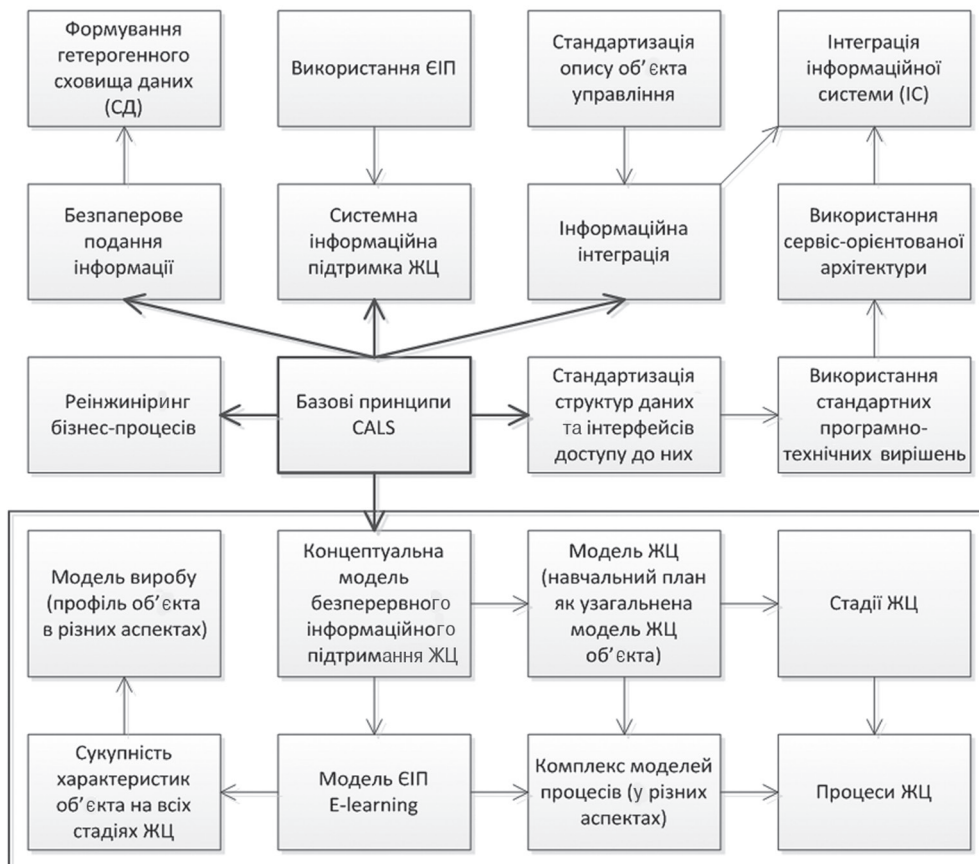 Формування
гетерогенного
сховища даних
(СД)
Використання ЄІП
Стандартизація
опису об’єкта
управління
Інтеграція
інформаційної
системи (ІС)
Безпаперове
подання
інформації
Системна
інформаційна
підтримка ЖЦ
Інформаційна
інтеграція
Використання
сервіс-орієнтованої
архітектури
Реінжиніринг
бізнес-процесів
Базові принципи
CALS
Стандартизація
структур даних
та інтерфейсів
доступу до них
Використання
стандартних
програмно-
технічних вирішень
Модель виробу
(профіль об’єкта
в різних аспектах)
Концептуальна
модель
безперервного
інформаційного
підтримання ЖЦ
Модель ЖЦ
(навчальний план
як узагальнена
модель ЖЦ
об’єкта)
Стадії ЖЦ
Сукупність
характеристик
об’єкта на всіх
стадіях ЖЦ
Модель ЄІП
E-learning
Комплекс моделей
процесів (у різних
аспектах)
Процеси ЖЦ